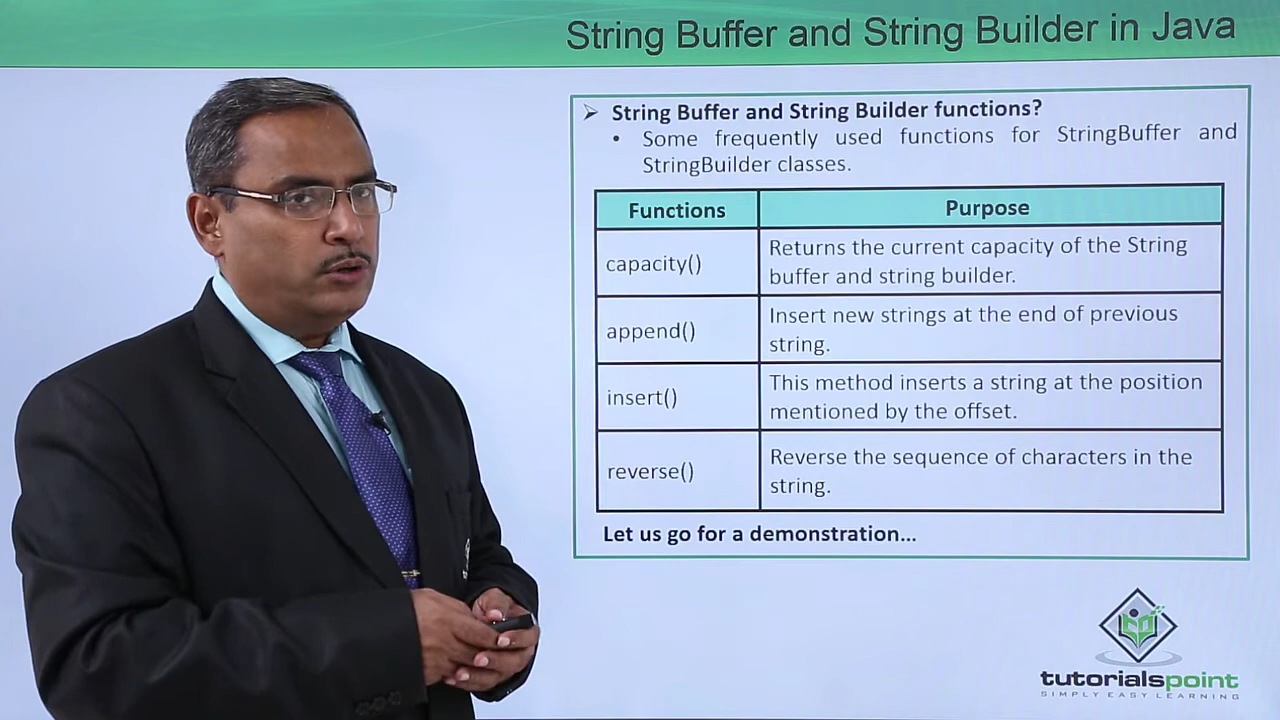 String Buffer and String Builder in Java
➢ String Buffer and String Builder functions?
• Some frequently used functions for StringBuffer and
StringBuilder classes.
Functions Purpose
capacity() Returns the current capacity of the String
buffer and string builder.
append() Insert new strings at the end of previous
string.
insert() This method inserts a string at the position
mentioned by the offset.
reverse() Reverse the sequence of characters in the
string.
Let us go for a demonstration...
tutorialspoint
SIMPLY EASY LEARNING